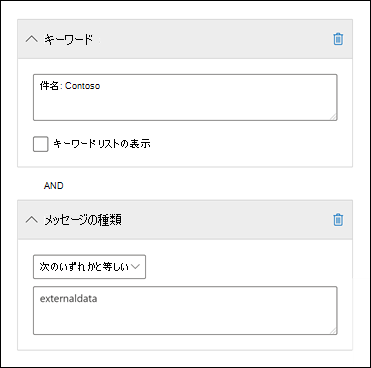 キーワード
件名: Contoso
キーワード リストの表示
AND
メッセージの種類
次のいずれかと等しい
externaldata